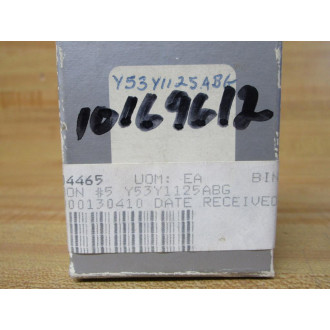 Y53Y1125ABG
10169612
4465 UOM: EA BIN
ON #5 Y53Y1125ABG
00130410 DATE RECEIVED